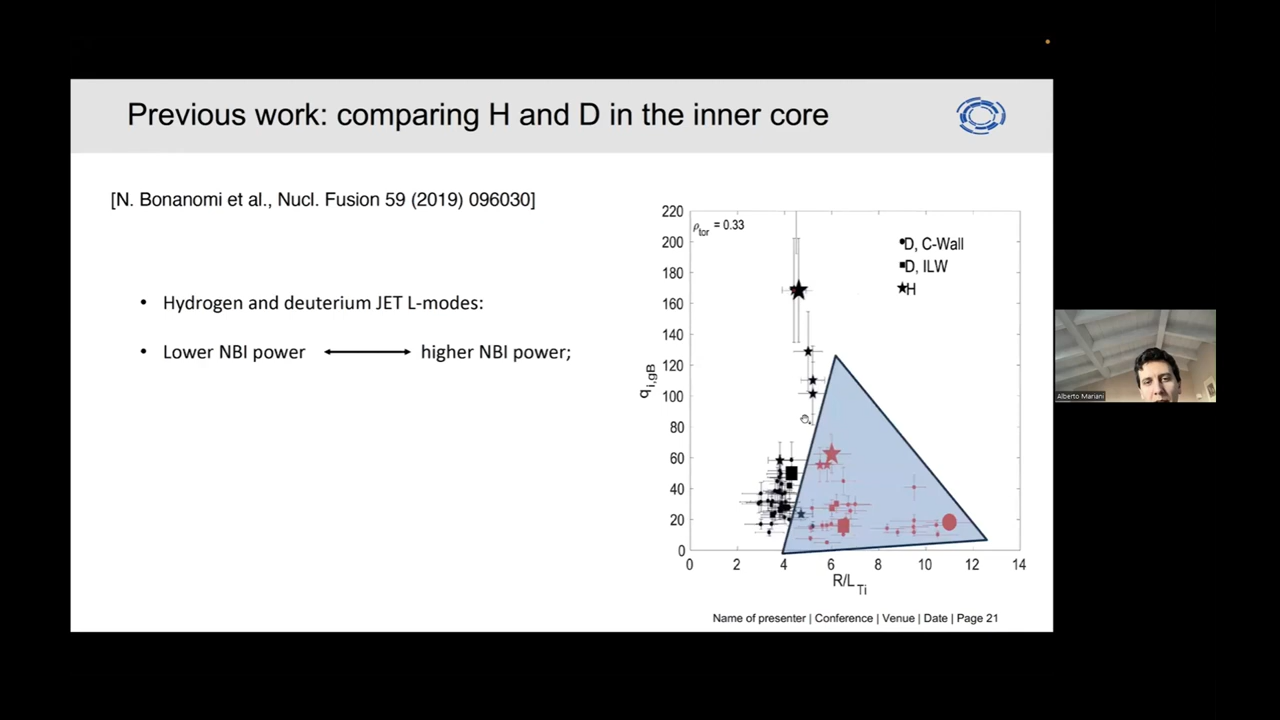 Previous work: comparing H and D in the inner core
[N. Bonanomi et al., Nucl. Fusion 59 (2019) 096030]
• Hydrogen and deuterium JET L-modes:
• Lower NBI power higher NBI power;
ρtor = 0.33
D, C-Wall
D, ILW
H
220
200
180
160
140
120
100
80
60
40
20
0
qi,gB
0 2 4 6 8 10 12 14
R/LTi
Name of presenter | Conference | Venue | Date | Page 21
Alberto Mariani